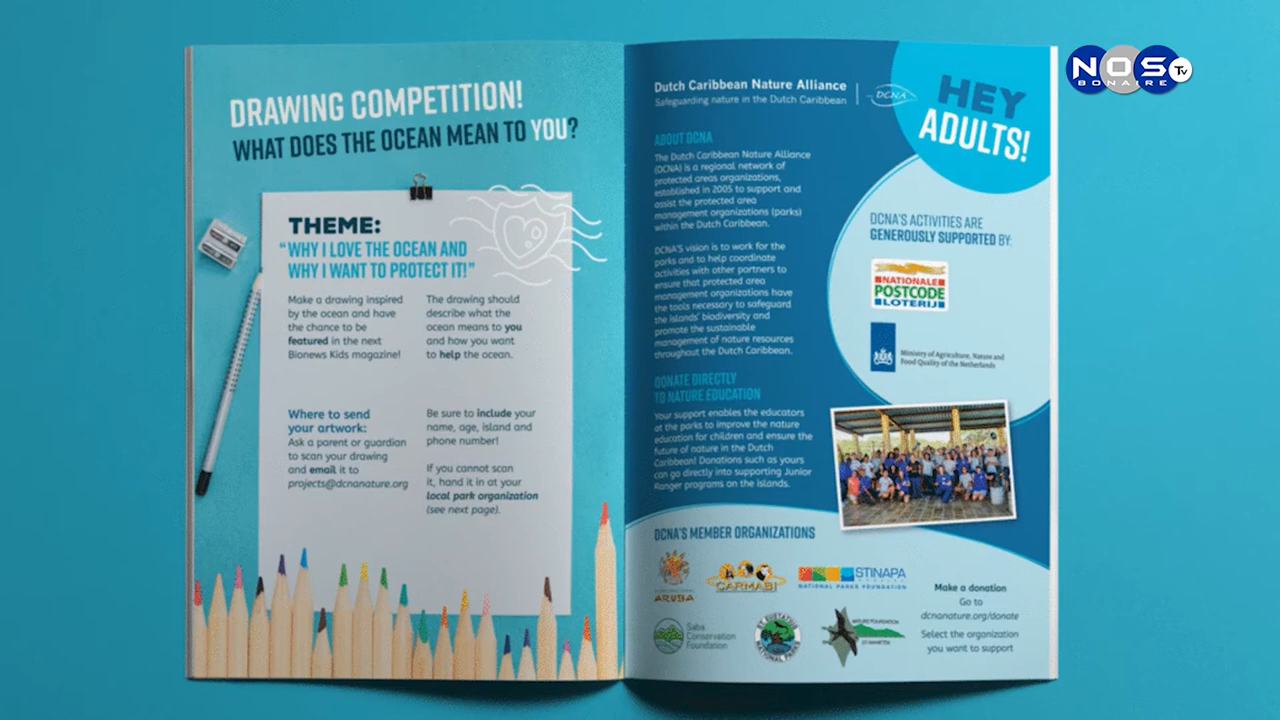 DRAWING COMPETITION!
WHAT DOES THE OCEAN MEAN TO YOU?
THEME:
"WHY I LOVE THE OCEAN AND
WHY I WANT TO PROTECT IT!"
Make a drawing inspired
by the ocean and have
the chance to be
featured in the next
Bionews Kids magazine!
The drawing should
describe what the
ocean means to you
and how you want
to help the ocean.
Where to send
your artwork:
Ask a parent or guardian
to scan your drawing
and email it to
projects@dcnanature.org
Be sure to include your
name, age, island and
phone number!
If you cannot scan
it, hand it in at your
local park organization
(see next page).
Dutch Caribbean Nature Alliance
Safeguarding nature in the Dutch Caribbean
DCNA
HEY
ADULTS!
ABOUT DCNA
The Dutch Caribbean Nature Alliance
(DCNA) is a regional network of
protected areas organizations,
established in 2005 to support and
assist the protected area
management organizations (parks)
within the Dutch Caribbean.
DCNA'S vision is to work for the
parks and to help coordinate
activities with other partners to
ensure that protected area
management organizations have
the tools necessary to safeguard
the islands' biodiversity and
promote the sustainable
management of nature resources
throughout the Dutch Caribbean.
DONATE DIRECTLY
TO NATURE EDUCATION
Your support enables the educators
at the parks to improve the nature
education for children and ensure the
future of nature in the Dutch
Caribbean! Donations such as yours
can go directly into supporting Junior
Ranger programs on the islands.
DCNA'S ACTIVITIES ARE
GENEROUSLY SUPPORTED BY:
NATIONALE
POSTCODE
LOTERIJ
Ministry of Agriculture, Nature and
Food Quality of the Netherlands
DCNA'S MEMBER ORGANIZATIONS
ARUBA
CARMABI
STINAPA
NATIONAL PARKS FOUNDATION
Saba
Conservation
Foundation
ST EUSTATIUS
NATIONAL PARKS
NATURE FOUNDATION
ST MAARTEN
Make a donation
Go to
dcnanature.org/donate
Select the organization
you want to support
NOS TV
BONAIRE